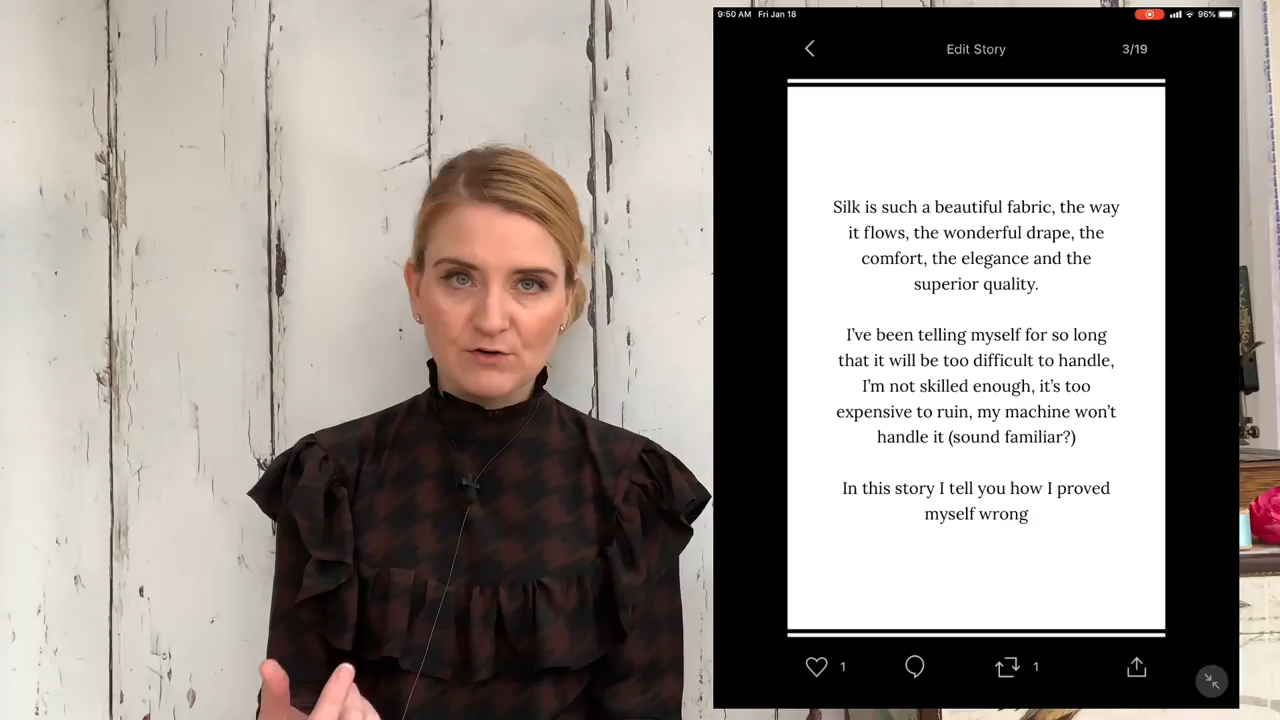 9:50 AM Fri Jan 18
96%
Edit Story
3/19
Silk is such a beautiful fabric, the way
it flows, the wonderful drape, the
comfort, the elegance and the
superior quality.
I've been telling myself for so long
that it will be too difficult to handle,
I'm not skilled enough, it's too
expensive to ruin, my machine won't
handle it (sound familiar?)
In this story I tell you how I proved
myself wrong
1
1